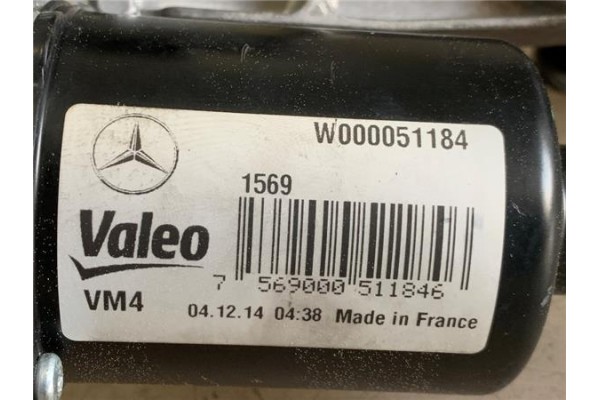 W000051184
1569
Valeo
7 569000 511846
VM4
04.12.14 04:38 Made in France